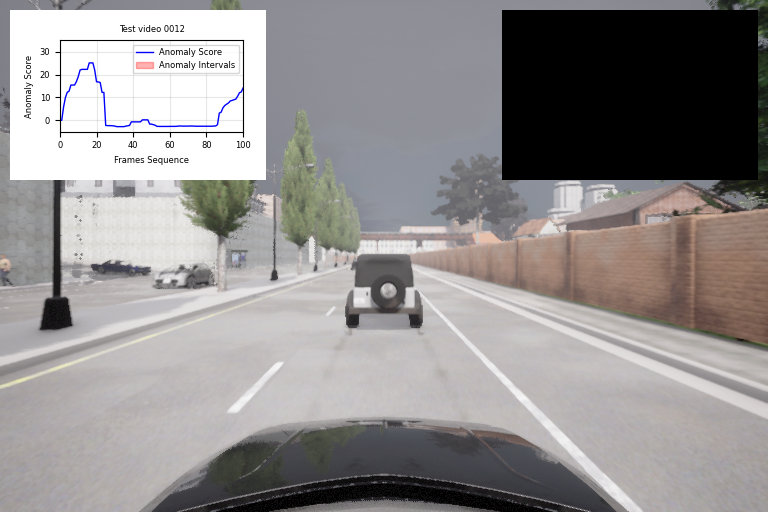 Test video 0012
Anomaly Score
30
20
10
0
Anomaly Score
Anomaly Intervals
0 20 40 60 80 100
Frames Sequence